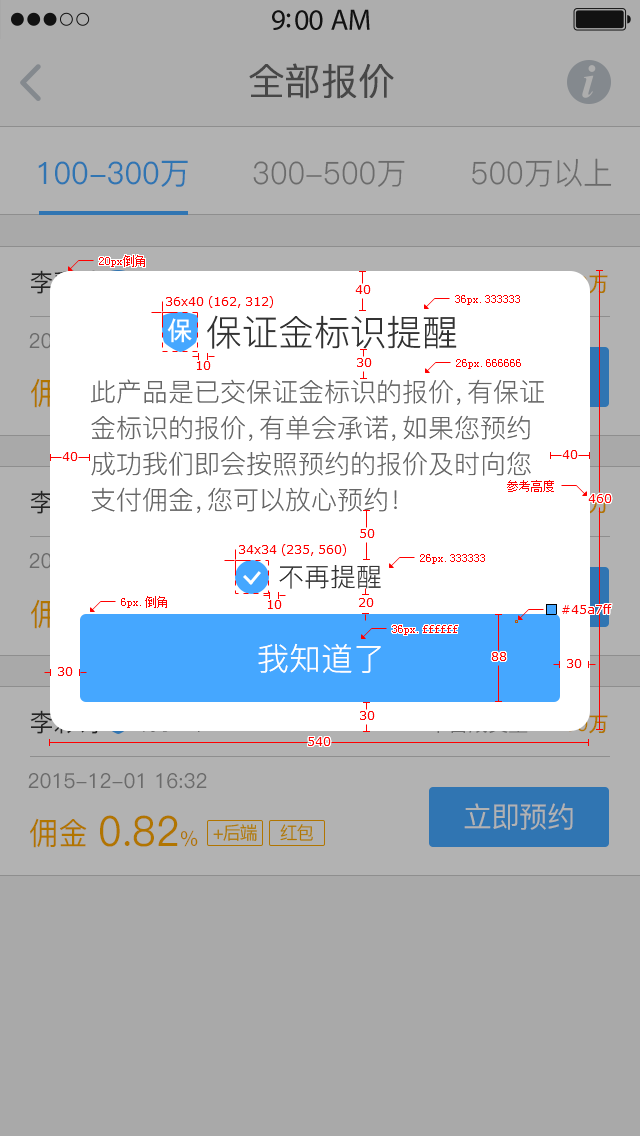 9:00 AM
全部报价
i
100-300万
300-500万
500万以上
20px倒角
李
万
40
36x40 (162, 312)
36px.333333
保 保证金标识提醒
10
30
26px.666666
20
佣
此产品是已交保证金标识的报价,有保证
金标识的报价,有单会承诺,如果您预约
成功我们即会按照预约的报价及时向您
支付佣金,您可以放心预约!
40
40
参考高度
460
李
50
34x34 (235, 560)
26px.333333
20
不再提醒
10
20
6px.倒角
#45a7ff
佣
36px.ffffff
我知道了
88
30
30
30
李
万
540
2015-12-01 16:32
佣金 0.82% +后端 红包
立即预约